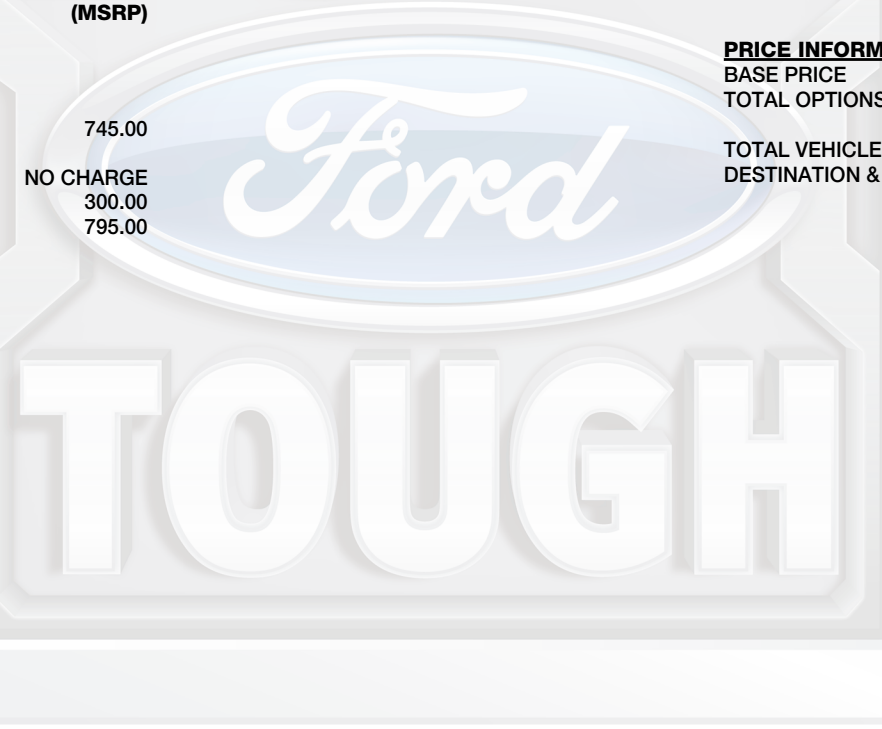 (MSRP)
745.00
NO CHARGE
300.00
795.00
PRICE INFORM
BASE PRICE
TOTAL OPTIONS
TOTAL VEHICLE
DESTINATION &
Ford
TOUGH